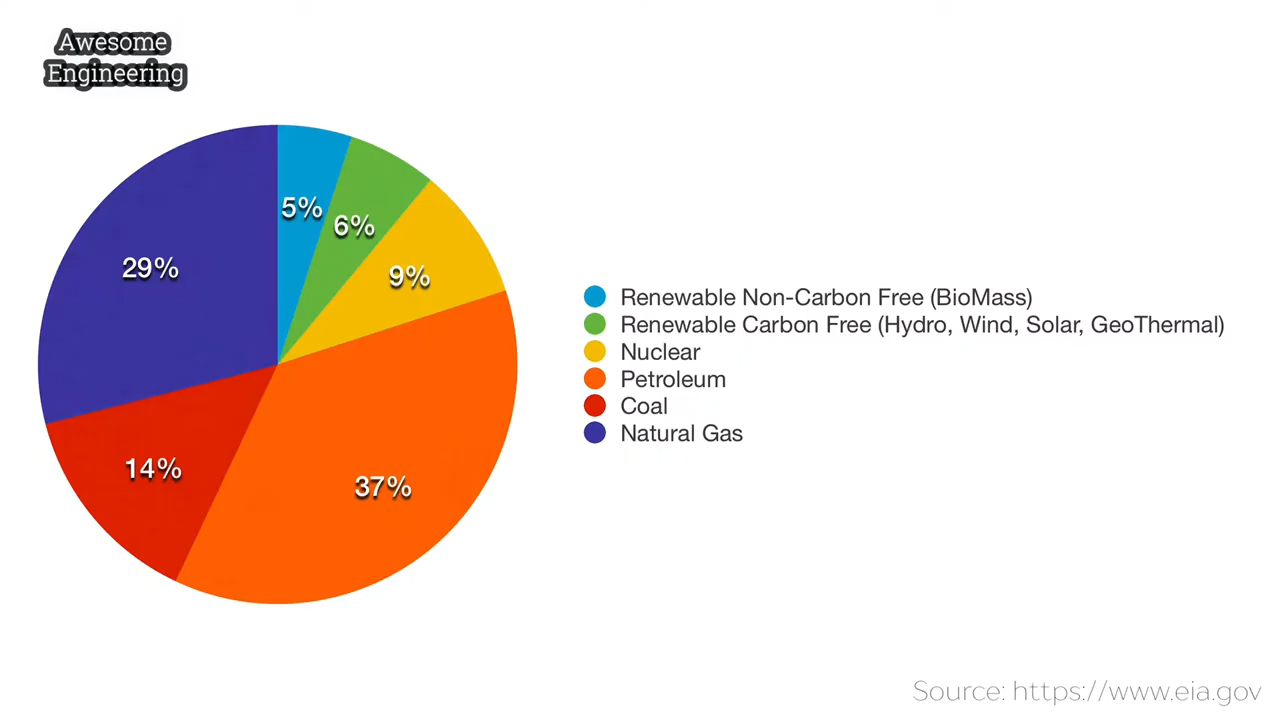 Awesome
Engineering
5%
6%
29%
9%
14%
37%
Renewable Non-Carbon Free (BioMass)
Renewable Carbon Free (Hydro, Wind, Solar, GeoThermal)
Nuclear
Petroleum
Coal
Natural Gas
Source: https://www.eia.gov